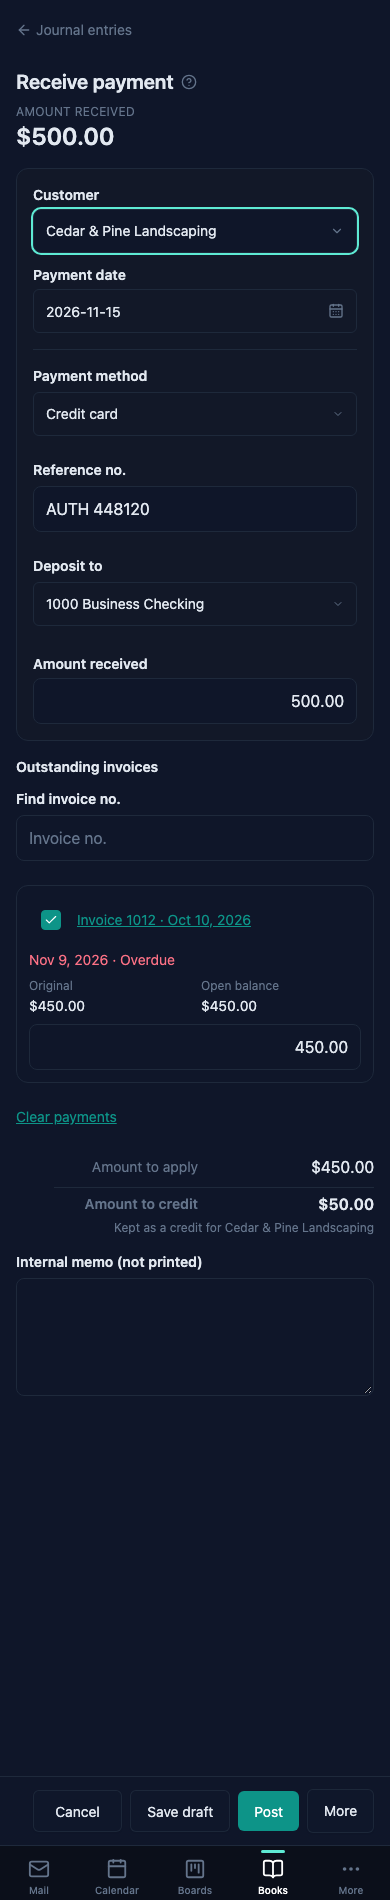 Journal entries
Receive payment
AMOUNT RECEIVED
$500.00
Customer
Cedar & Pine Landscaping
Payment date
2026-11-15
Payment method
Credit card
Reference no.
AUTH 448120
Deposit to
1000 Business Checking
Amount received
500.00
Outstanding invoices
Find invoice no.
Invoice no.
Invoice 1012 · Oct 10, 2026
Nov 9, 2026 · Overdue
Original Open balance
$450.00 $450.00
450.00
Clear payments
Amount to apply $450.00
Amount to credit $50.00
Kept as a credit for Cedar & Pine Landscaping
Internal memo (not printed)
Cancel Save draft Post More
Mail Calendar Boards Books More